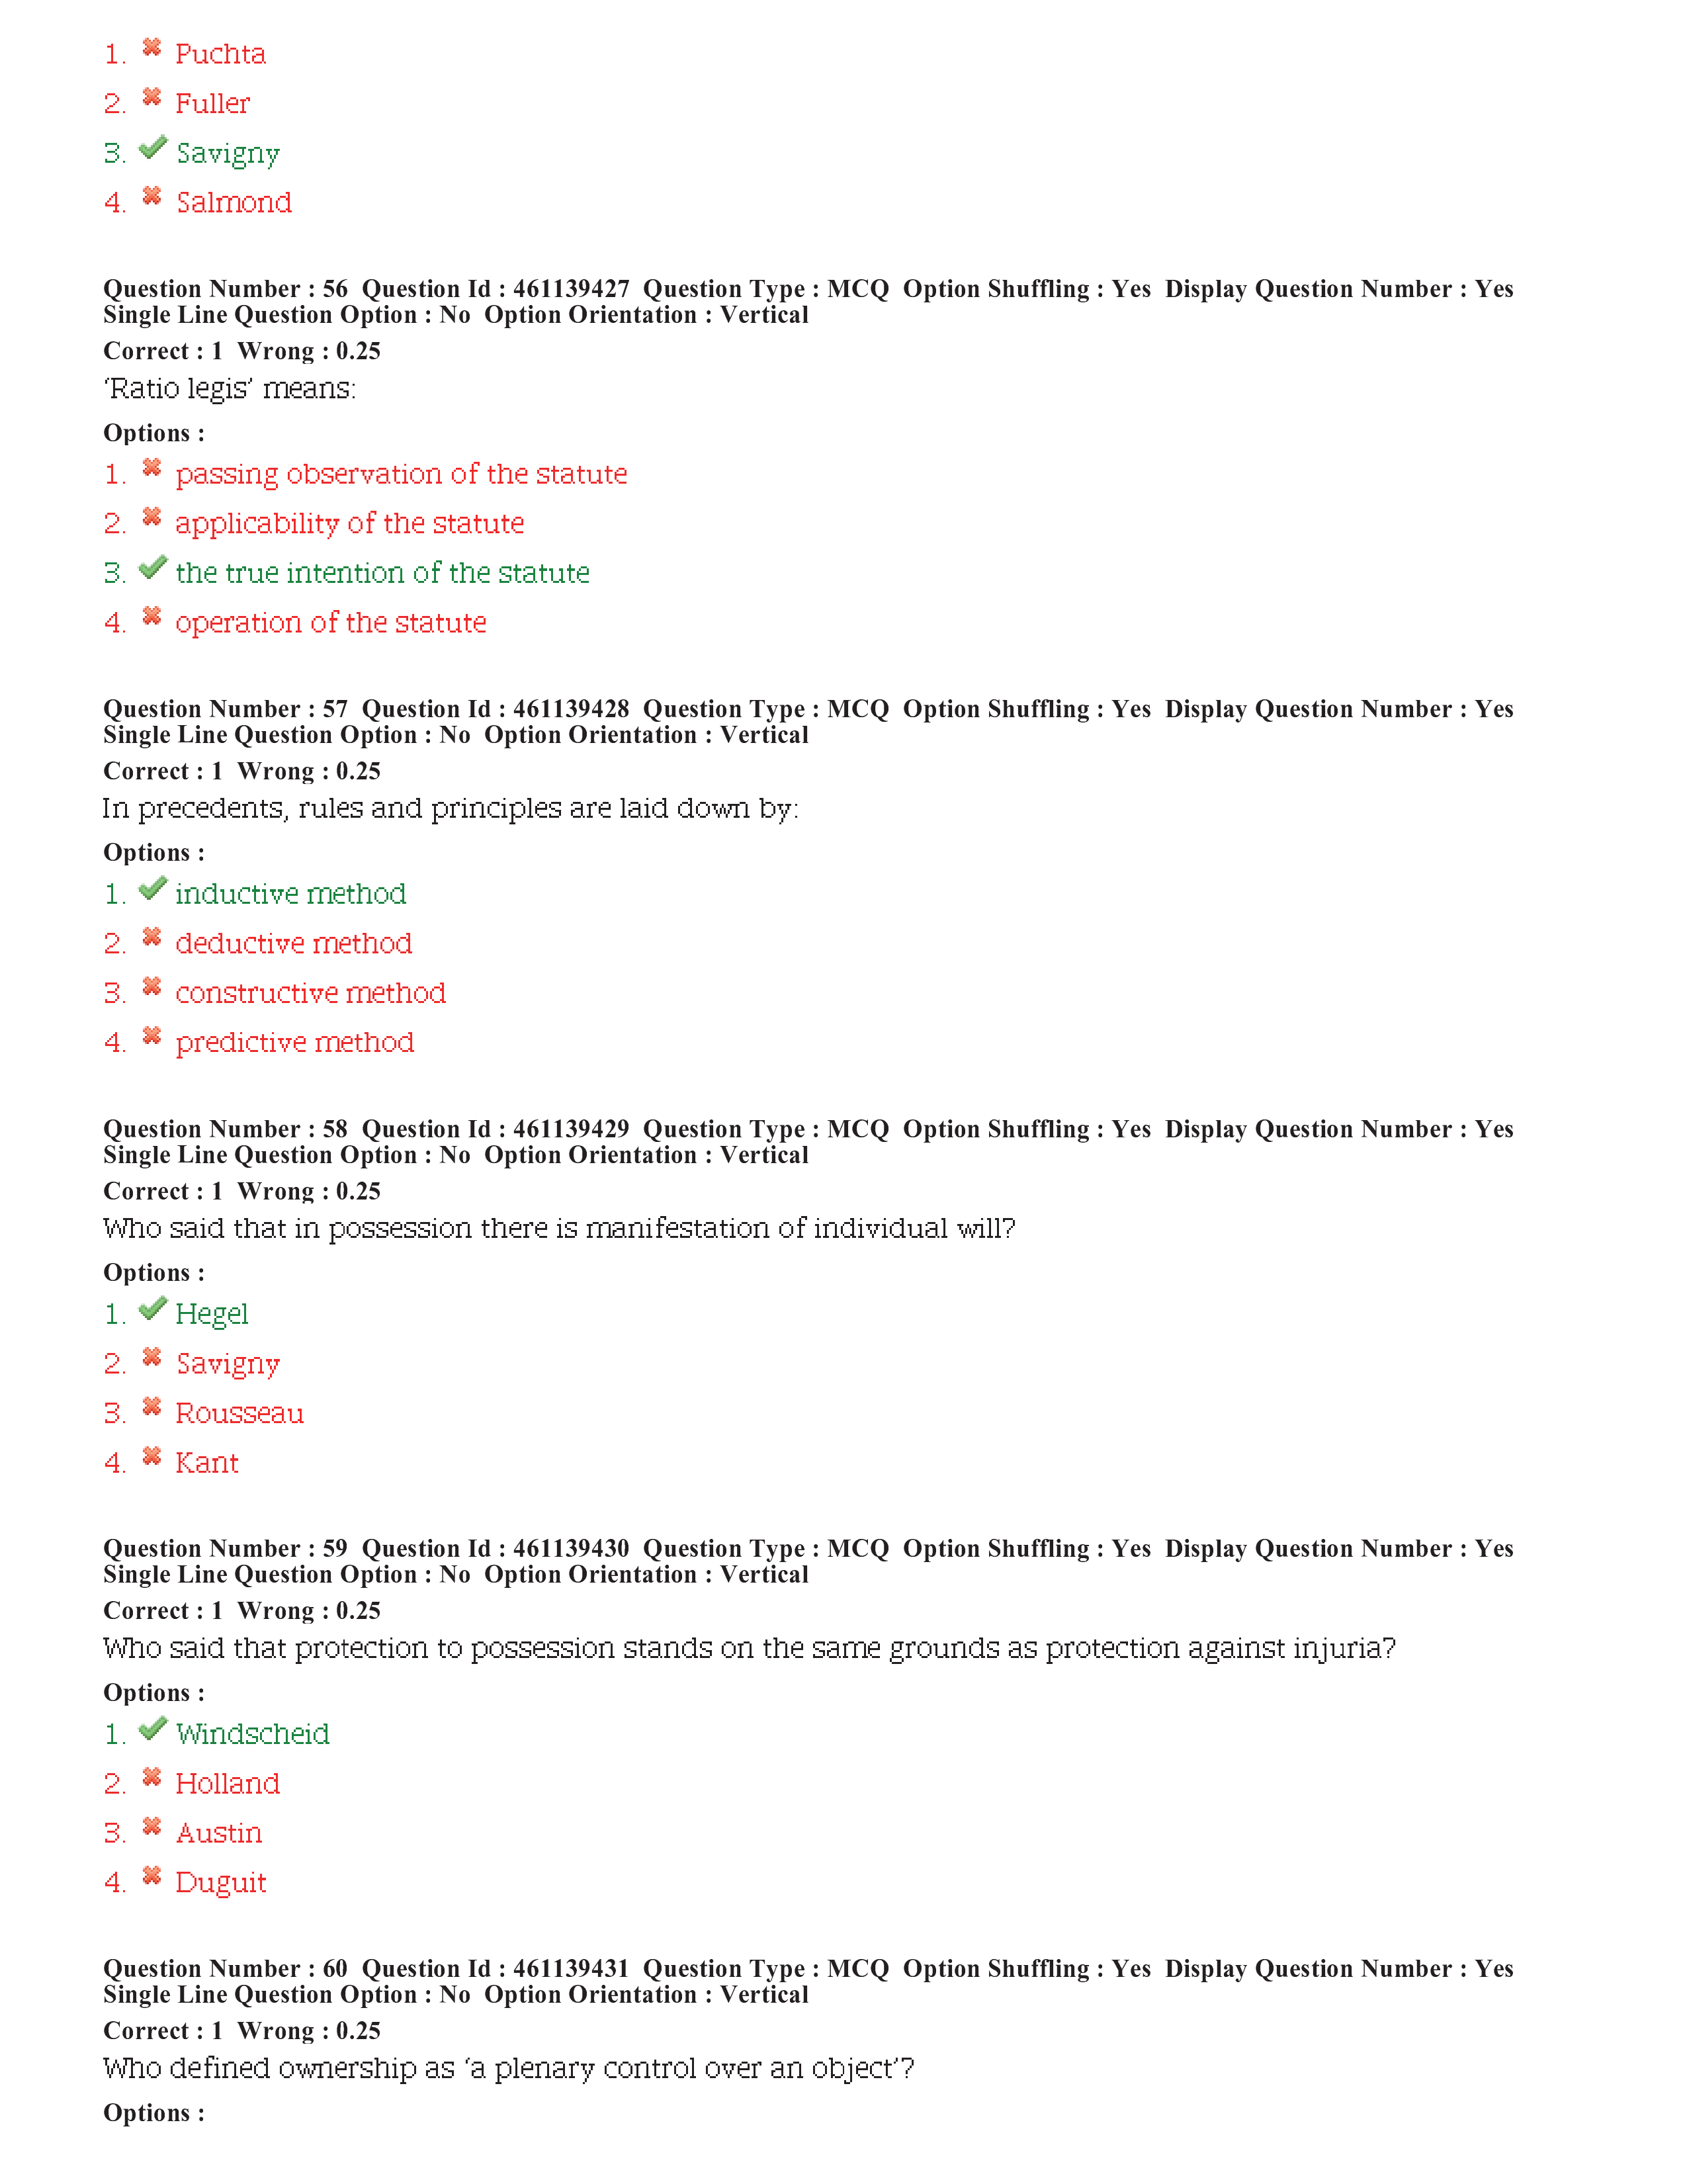 1. Puchta
2. Fuller
3. Savigny
4. Salmond
Question Number : 56 Question Id : 461139427 Question Type : MCQ Option Shuffling : Yes Display Question Number : Yes
Single Line Question Option : No Option Orientation : Vertical
Correct : 1 Wrong : 0.25
‘Ratio legis’ means:
Options :
1. passing observation of the statute
2. applicability of the statute
3. the true intention of the statute
4. operation of the statute
Question Number : 57 Question Id : 461139428 Question Type : MCQ Option Shuffling : Yes Display Question Number : Yes
Single Line Question Option : No Option Orientation : Vertical
Correct : 1 Wrong : 0.25
In precedents, rules and principles are laid down by:
Options :
1. inductive method
2. deductive method
3. constructive method
4. predictive method
Question Number : 58 Question Id : 461139429 Question Type : MCQ Option Shuffling : Yes Display Question Number : Yes
Single Line Question Option : No Option Orientation : Vertical
Correct : 1 Wrong : 0.25
Who said that in possession there is manifestation of individual will?
Options :
1. Hegel
2. Savigny
3. Rousseau
4. Kant
Question Number : 59 Question Id : 461139430 Question Type : MCQ Option Shuffling : Yes Display Question Number : Yes
Single Line Question Option : No Option Orientation : Vertical
Correct : 1 Wrong : 0.25
Who said that protection to possession stands on the same grounds as protection against injuria?
Options :
1. Windscheid
2. Holland
3. Austin
4. Duguit
Question Number : 60 Question Id : 461139431 Question Type : MCQ Option Shuffling : Yes Display Question Number : Yes
Single Line Question Option : No Option Orientation : Vertical
Correct : 1 Wrong : 0.25
Who defined ownership as ‘a plenary control over an object’?
Options :